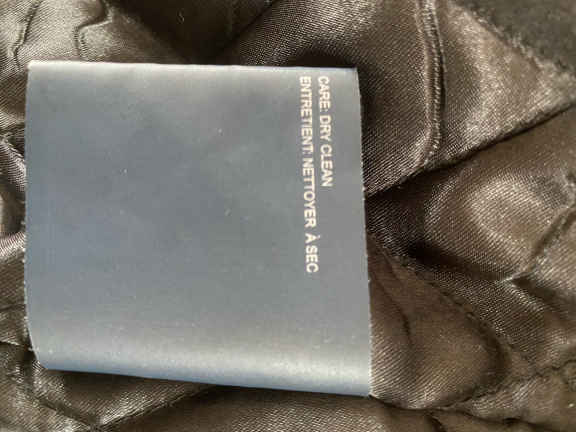 CARE: DRY CLEAN
ENTRETIENT: NETTOYER À SEC